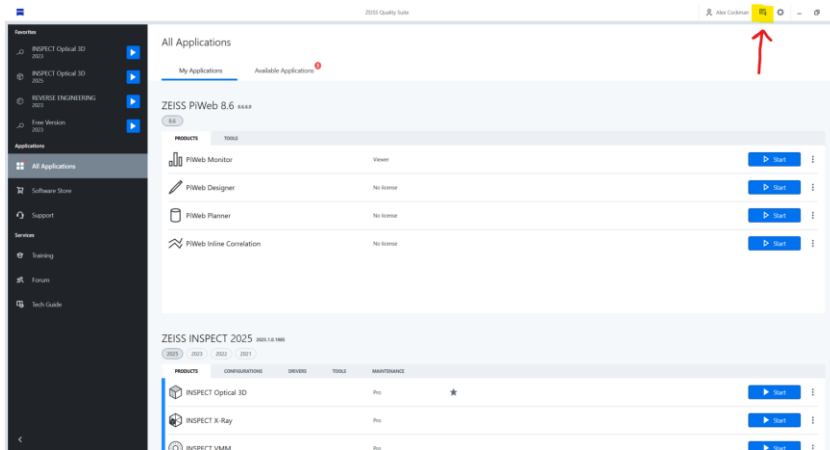 ZEISS Quality Suite
Alex Cockman
Favorites
INSPECT Optical 3D
2023
INSPECT Optical 3D
2025
REVERSE ENGINEERING
2023
Free Version
2023
Applications
All Applications
Software Store
Support
Services
Training
Forum
Tech Guide
All Applications
My Applications
Available Applications
ZEISS PiWeb 8.6
8.6
PRODUCTS
TOOLS
PiWeb Monitor
Viewer
Start
PiWeb Designer
No license
Start
PiWeb Planner
No license
Start
PiWeb Inline Correlation
No license
Start
ZEISS INSPECT 2025
2025
2023
2022
2021
PRODUCTS
CONFIGURATIONS
DRIVERS
TOOLS
MAINTENANCE
INSPECT Optical 3D
Pro
Start
INSPECT X-Ray
Pro
Start
INSPECT VMM
Pro
Start